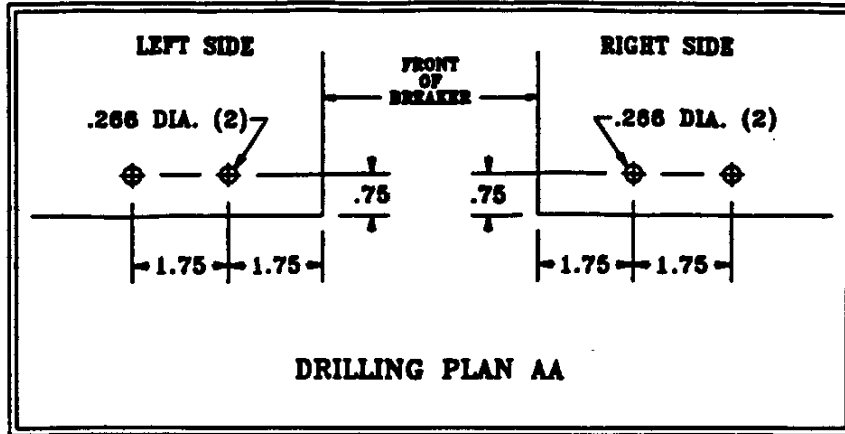 LEFT SIDE
FRONT
OF
BREAKER
RIGHT SIDE
.266 DIA. (2)
.266 DIA. (2)
.75
.75
1.75
1.75
1.75
1.75
DRILLING PLAN AA